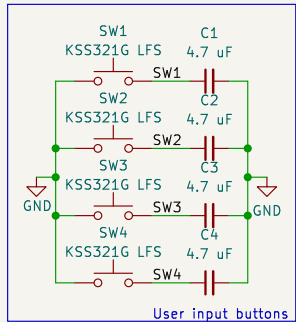 SW1
C1
KSS321G LFS
4.7 uF
SW1
SW2
C2
KSS321G LFS
4.7 uF
SW2
SW3
C3
KSS321G LFS
4.7 uF
GND
SW3
GND
SW4
C4
KSS321G LFS
4.7 uF
SW4
User input buttons